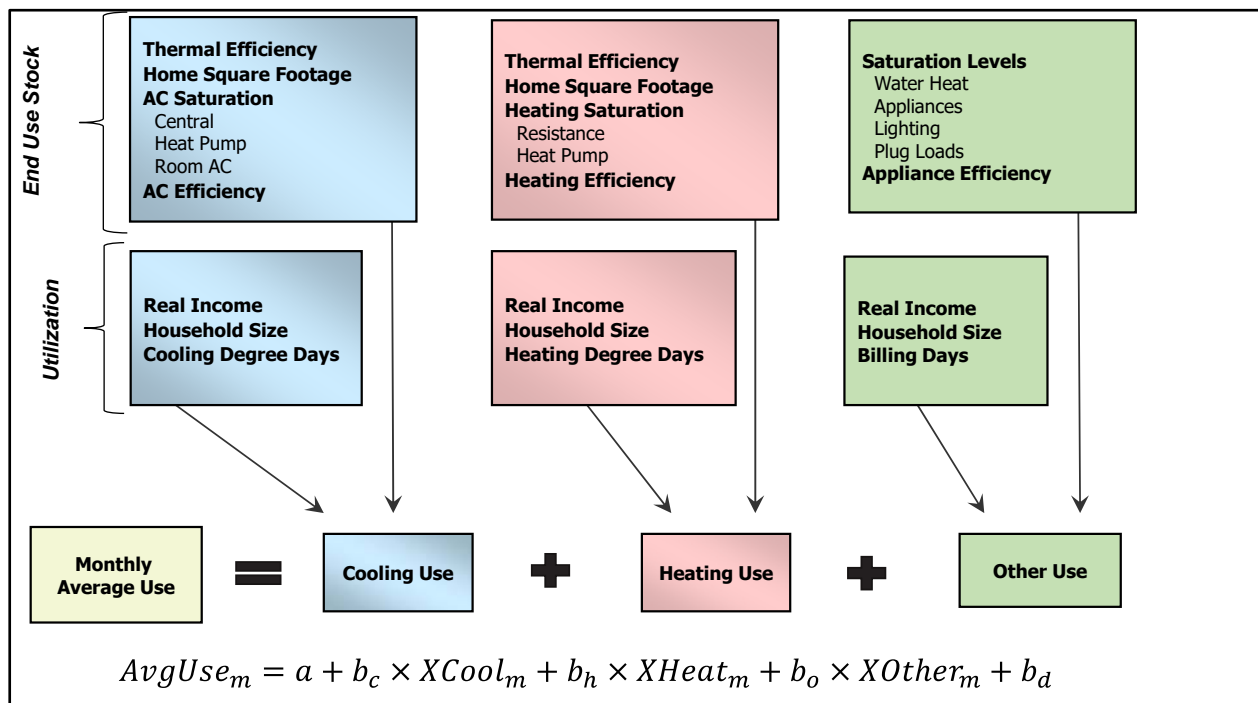 End Use Stock
Thermal Efficiency
Home Square Footage
AC Saturation
Central
Heat Pump
Room AC
AC Efficiency
Thermal Efficiency
Home Square Footage
Heating Saturation
Resistance
Heat Pump
Heating Efficiency
Saturation Levels
Water Heat
Appliances
Lighting
Plug Loads
Appliance Efficiency
Utilization
Real Income
Household Size
Cooling Degree Days
Real Income
Household Size
Heating Degree Days
Real Income
Household Size
Billing Days
Monthly
Average Use
=
Cooling Use
+
Heating Use
+
Other Use
AvgUse_m = a + b_c × XCool_m + b_h × XHeat_m + b_o × XOther_m + b_d